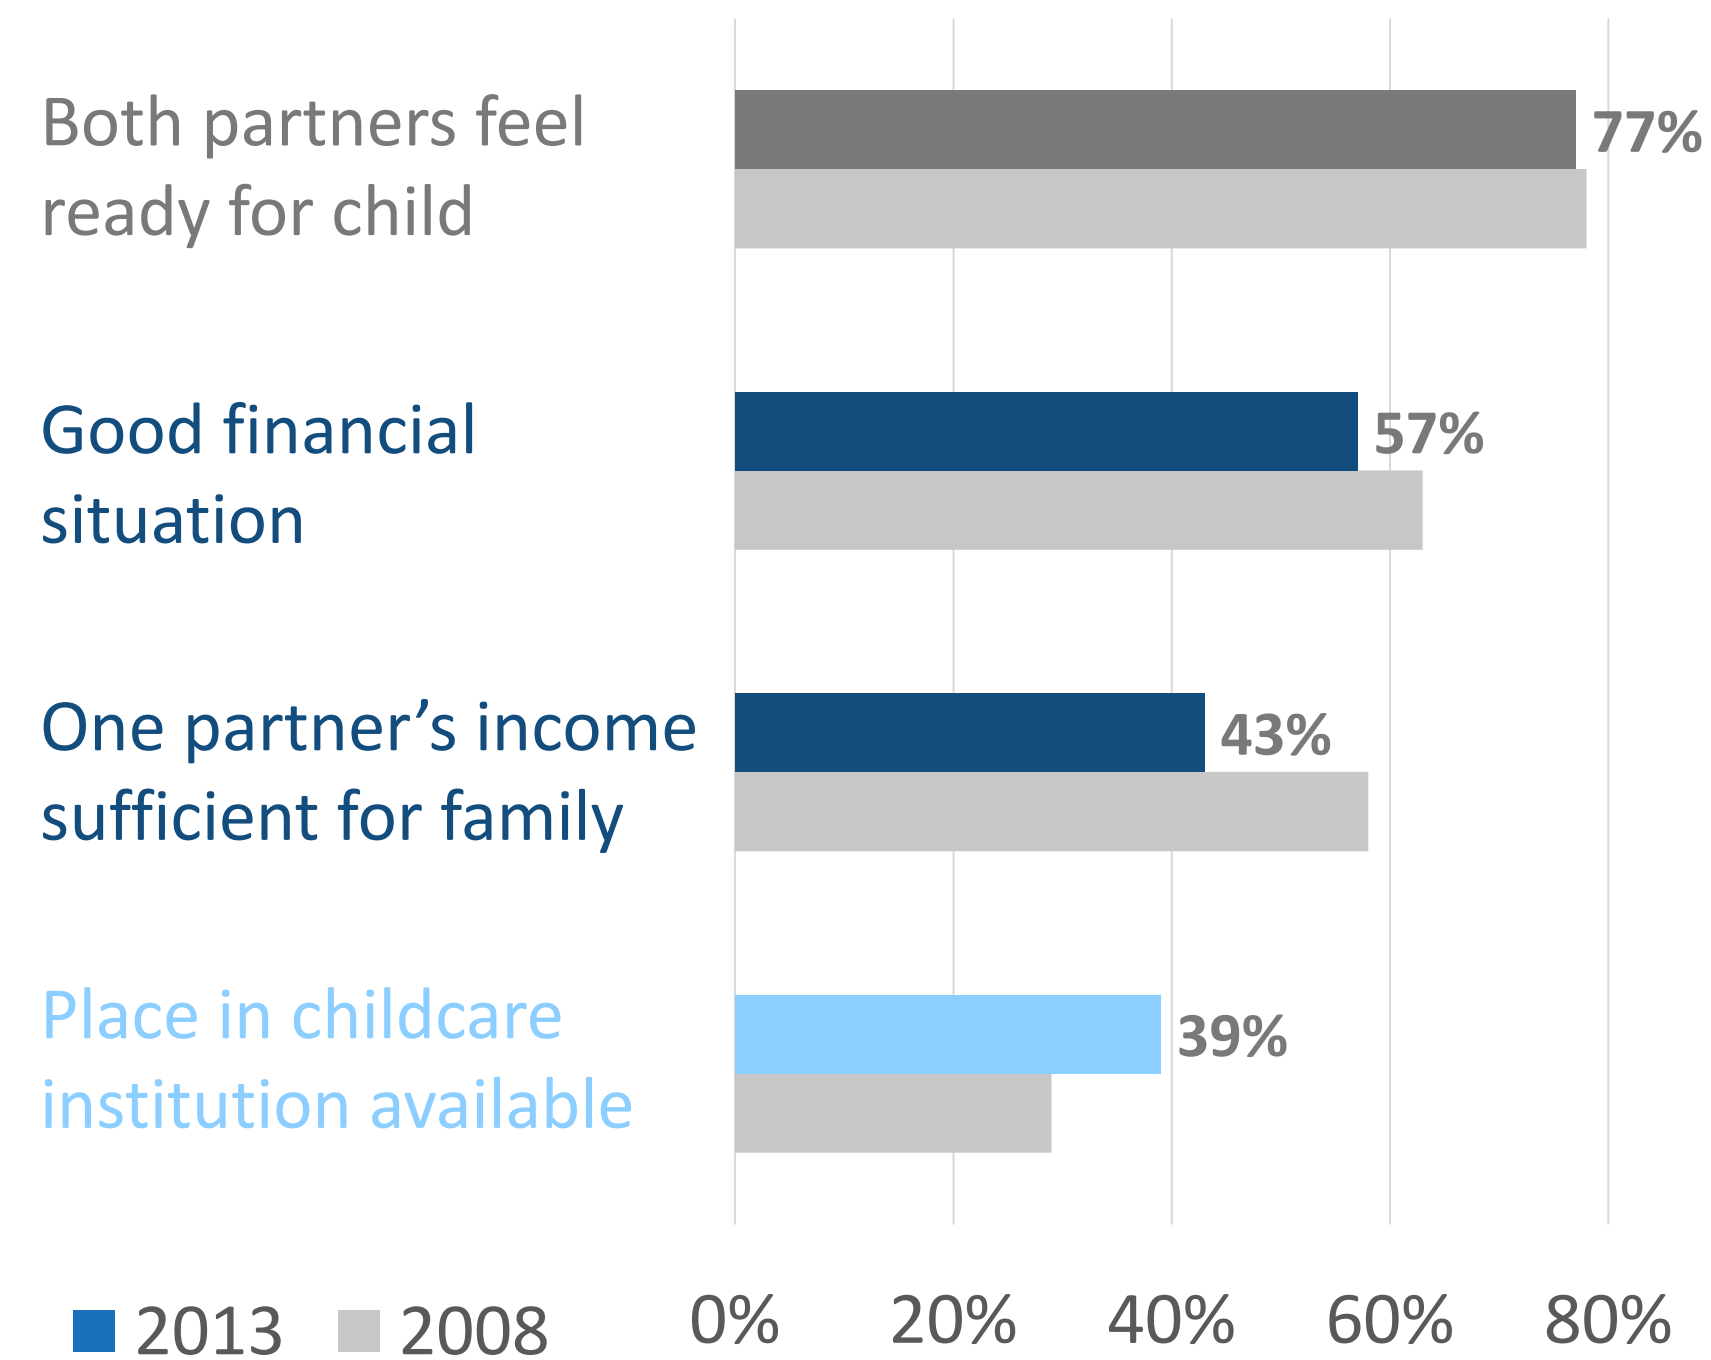 Both partners feel
ready for child
77%
Good financial
situation
57%
One partner’s income
sufficient for family
43%
Place in childcare
institution available
39%
2013 2008
0% 20% 40% 60% 80%